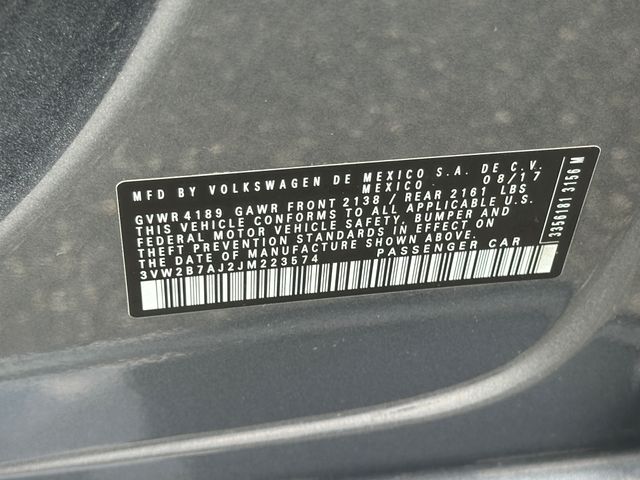 MFD BY VOLKSWAGEN DE MEXICO S.A. DE C.V.
MEXICO 08/17
GVWR 4189 GAWR FRONT 2138 / REAR 2161 LBS
THIS VEHICLE CONFORMS TO ALL APPLICABLE U.S.
FEDERAL MOTOR VEHICLE SAFETY, BUMPER AND
THEFT PREVENTION STANDARDS IN EFFECT ON
THE DATE OF MANUFACTURE SHOWN ABOVE.
3VW2B7AJ2JM223574 PASSENGER CAR
3356181 3166 M